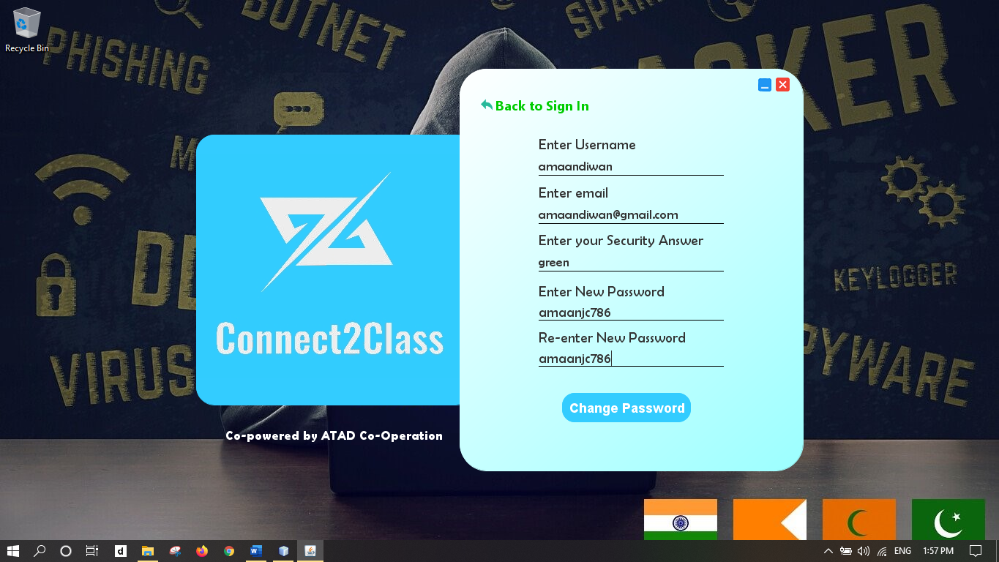 Recycle Bin
PHISHING
BOTNET
KEYLOGGER
VIRUS
Back to Sign In
Enter Username
amaandiwan
Enter email
amaandiwan@gmail.com
Enter your Security Answer
green
Enter New Password
amaanjc786
Re-enter New Password
amaanjc786
Change Password
Connect2Class
Co-powered by ATAD Co-Operation
d
W
ENG
1:57 PM